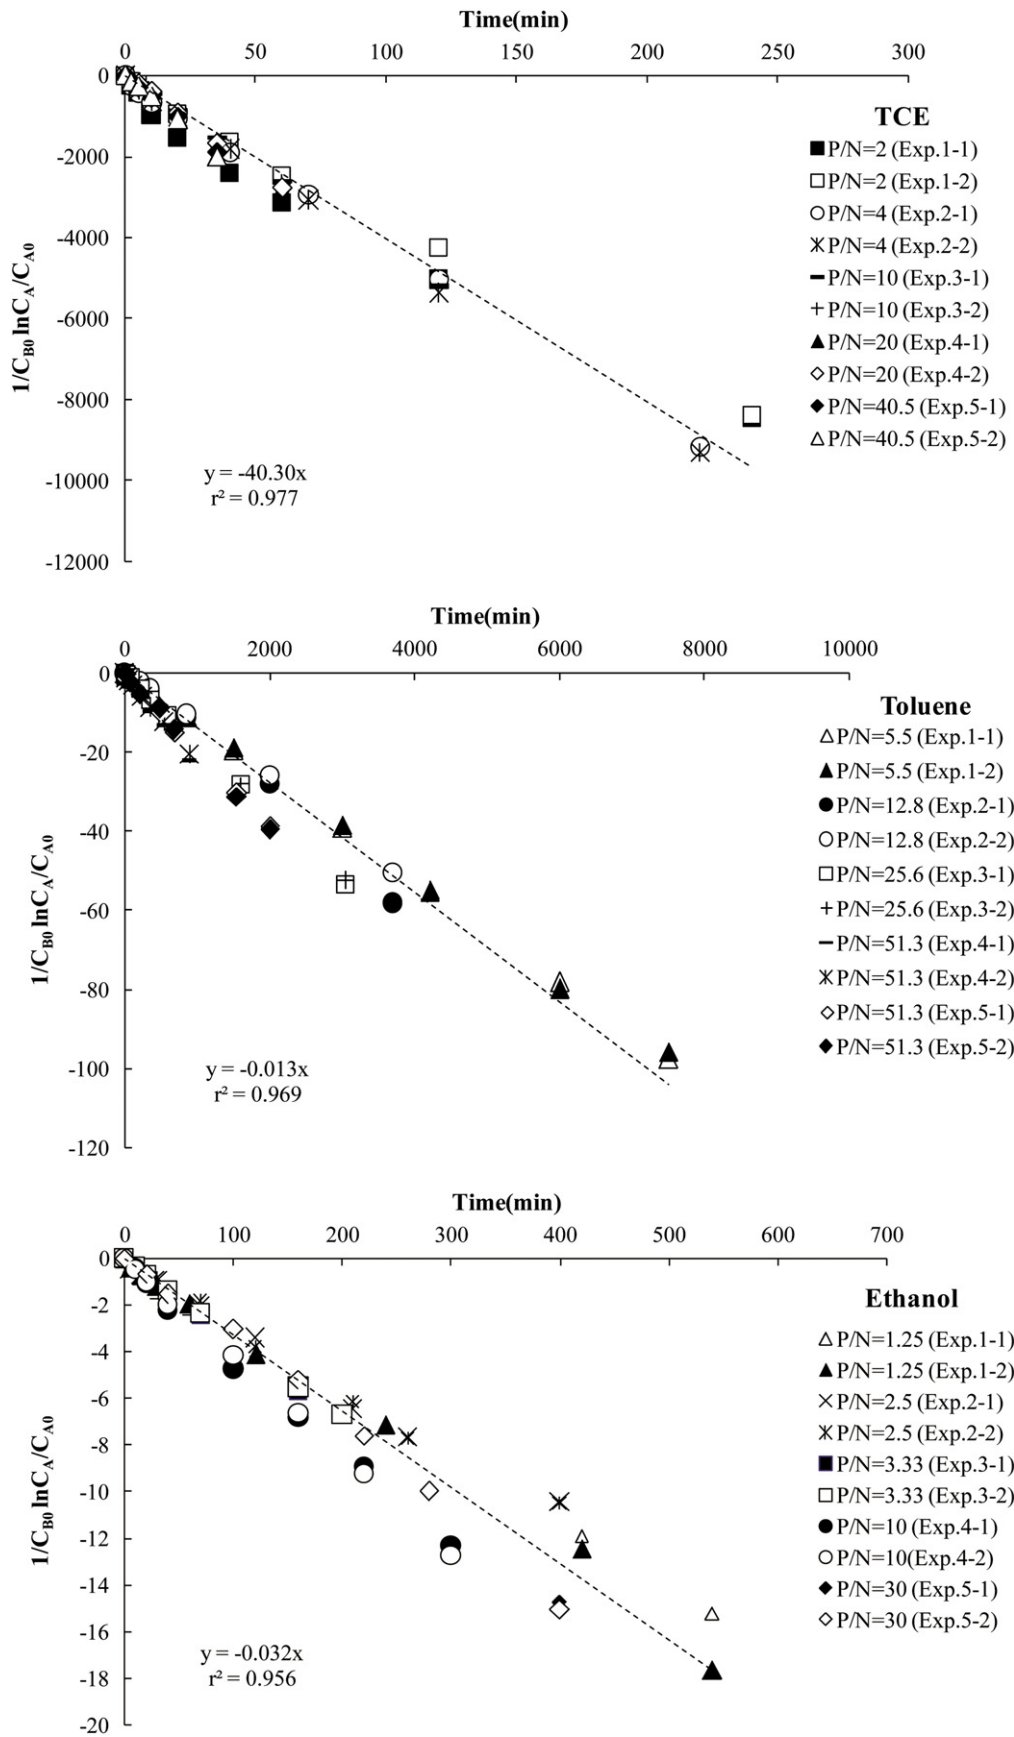 Time(min)
0 50 100 150 200 250 300
0
-2000
-4000
-6000
-8000
-10000
-12000
1/C_B0 lnC_A/C_A0
TCE
P/N=2 (Exp.1-1)
P/N=2 (Exp.1-2)
P/N=4 (Exp.2-1)
P/N=4 (Exp.2-2)
P/N=10 (Exp.3-1)
P/N=10 (Exp.3-2)
P/N=20 (Exp.4-1)
P/N=20 (Exp.4-2)
P/N=40.5 (Exp.5-1)
P/N=40.5 (Exp.5-2)
y = -40.30x
r² = 0.977
Time(min)
0 2000 4000 6000 8000 10000
0
-20
-40
-60
-80
-100
-120
1/C_B0 lnC_A/C_A0
Toluene
P/N=5.5 (Exp.1-1)
P/N=5.5 (Exp.1-2)
P/N=12.8 (Exp.2-1)
P/N=12.8 (Exp.2-2)
P/N=25.6 (Exp.3-1)
P/N=25.6 (Exp.3-2)
P/N=51.3 (Exp.4-1)
P/N=51.3 (Exp.4-2)
P/N=51.3 (Exp.5-1)
P/N=51.3 (Exp.5-2)
y = -0.013x
r² = 0.969
Time(min)
0 100 200 300 400 500 600 700
0
-2
-4
-6
-8
-10
-12
-14
-16
-18
-20
1/C_B0 lnC_A/C_A0
Ethanol
P/N=1.25 (Exp.1-1)
P/N=1.25 (Exp.1-2)
P/N=2.5 (Exp.2-1)
P/N=2.5 (Exp.2-2)
P/N=3.33 (Exp.3-1)
P/N=3.33 (Exp.3-2)
P/N=10 (Exp.4-1)
P/N=10(Exp.4-2)
P/N=30 (Exp.5-1)
P/N=30 (Exp.5-2)
y = -0.032x
r² = 0.956